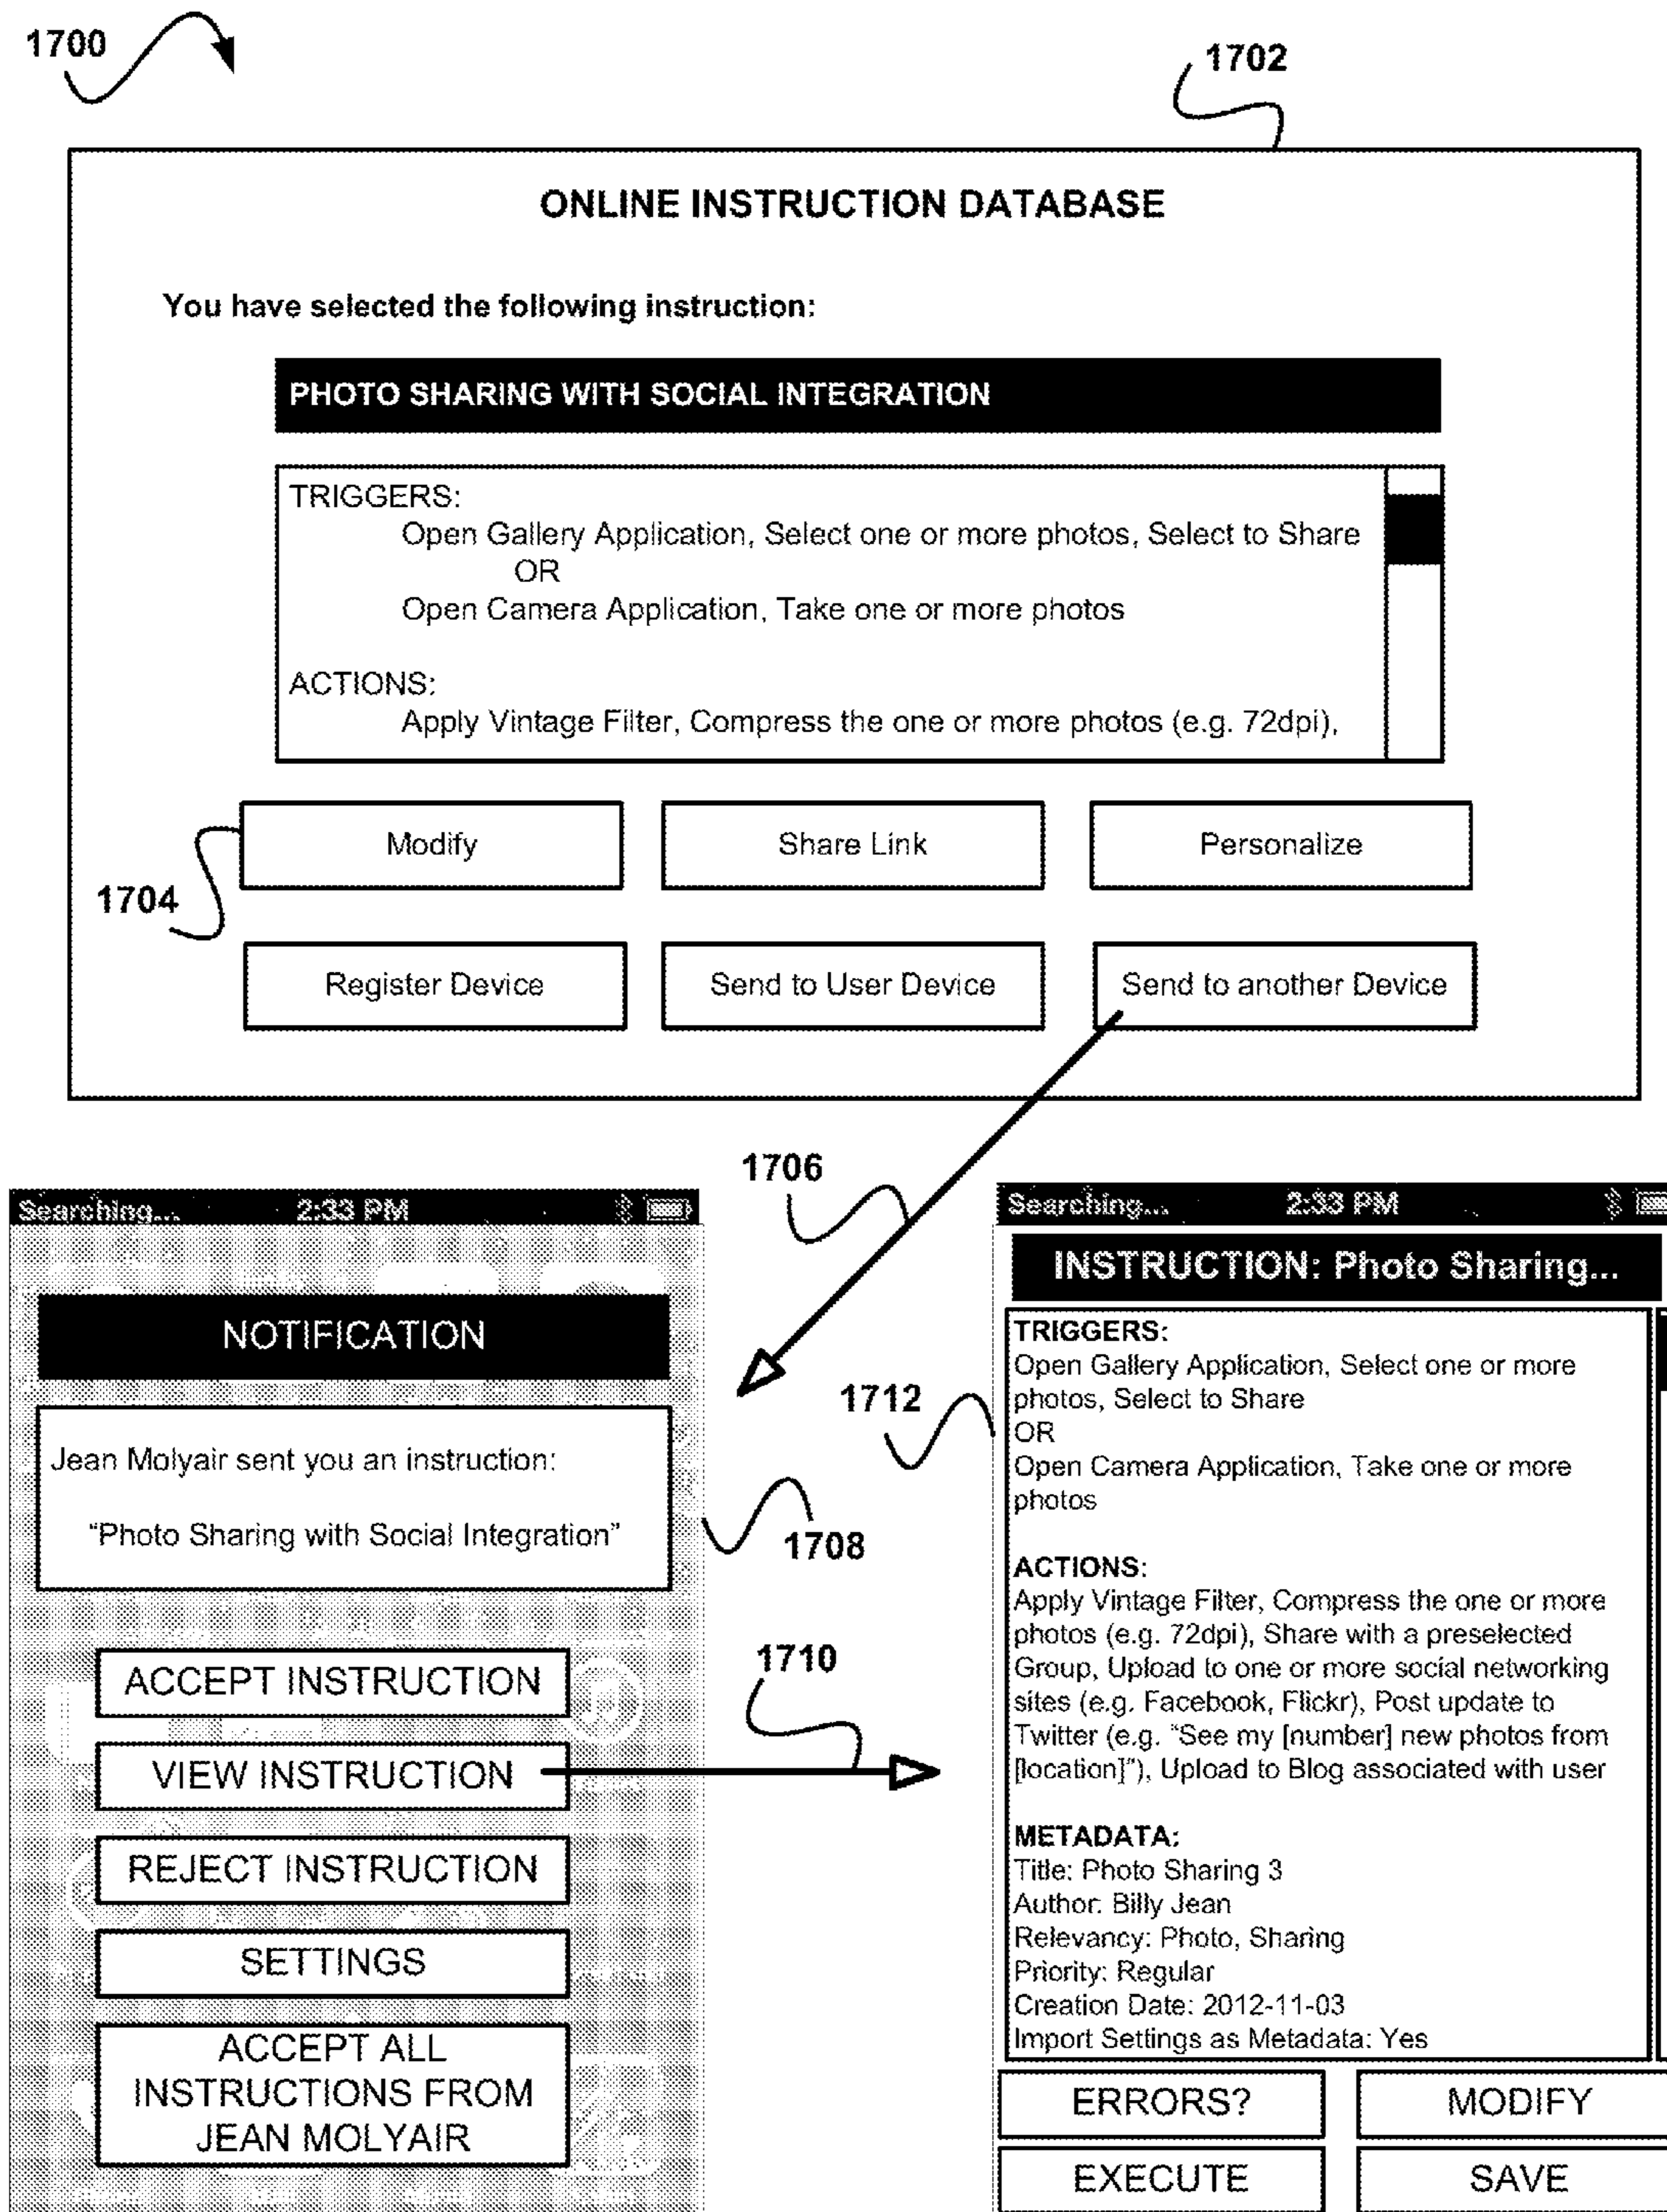 1700
1702
ONLINE INSTRUCTION DATABASE
You have selected the following instruction:
PHOTO SHARING WITH SOCIAL INTEGRATION
TRIGGERS:
Open Gallery Application, Select one or more photos, Select to Share
OR
Open Camera Application, Take one or more photos
ACTIONS:
Apply Vintage Filter, Compress the one or more photos (e.g. 72dpi),
Modify
Share Link
Personalize
1704
Register Device
Send to User Device
Send to another Device
1706
Searching... 2:33 PM
NOTIFICATION
Jean Molyair sent you an instruction:
“Photo Sharing with Social Integration”
1708
ACCEPT INSTRUCTION
VIEW INSTRUCTION
REJECT INSTRUCTION
SETTINGS
ACCEPT ALL
INSTRUCTIONS FROM
JEAN MOLYAIR
1710
1712
Searching... 2:33 PM
INSTRUCTION: Photo Sharing...
TRIGGERS:
Open Gallery Application, Select one or more
photos, Select to Share
OR
Open Camera Application, Take one or more
photos
ACTIONS:
Apply Vintage Filter, Compress the one or more
photos (e.g. 72dpi), Share with a preselected
Group, Upload to one or more social networking
sites (e.g. Facebook, Flickr), Post update to
Twitter (e.g. “See my [number] new photos from
[location]”), Upload to Blog associated with user
METADATA:
Title: Photo Sharing 3
Author: Billy Jean
Relevancy: Photo, Sharing
Priority: Regular
Creation Date: 2012-11-03
Import Settings as Metadata: Yes
ERRORS?
MODIFY
EXECUTE
SAVE